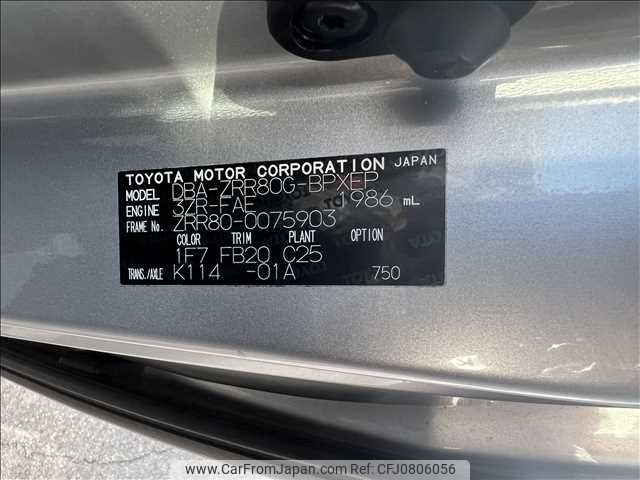 TOYOTA MOTOR CORPORATION JAPAN
MODEL DBA-ZRR80G-BPXEP
ENGINE 3ZR-FAE 1986 mL
FRAME No. ZRR80-0075903
COLOR TRIM PLANT OPTION
1F7 FB20 C25
TRANS./AXLE K114 -01A 750
www.CarFromJapan.com | Ref No. CFJ0806056